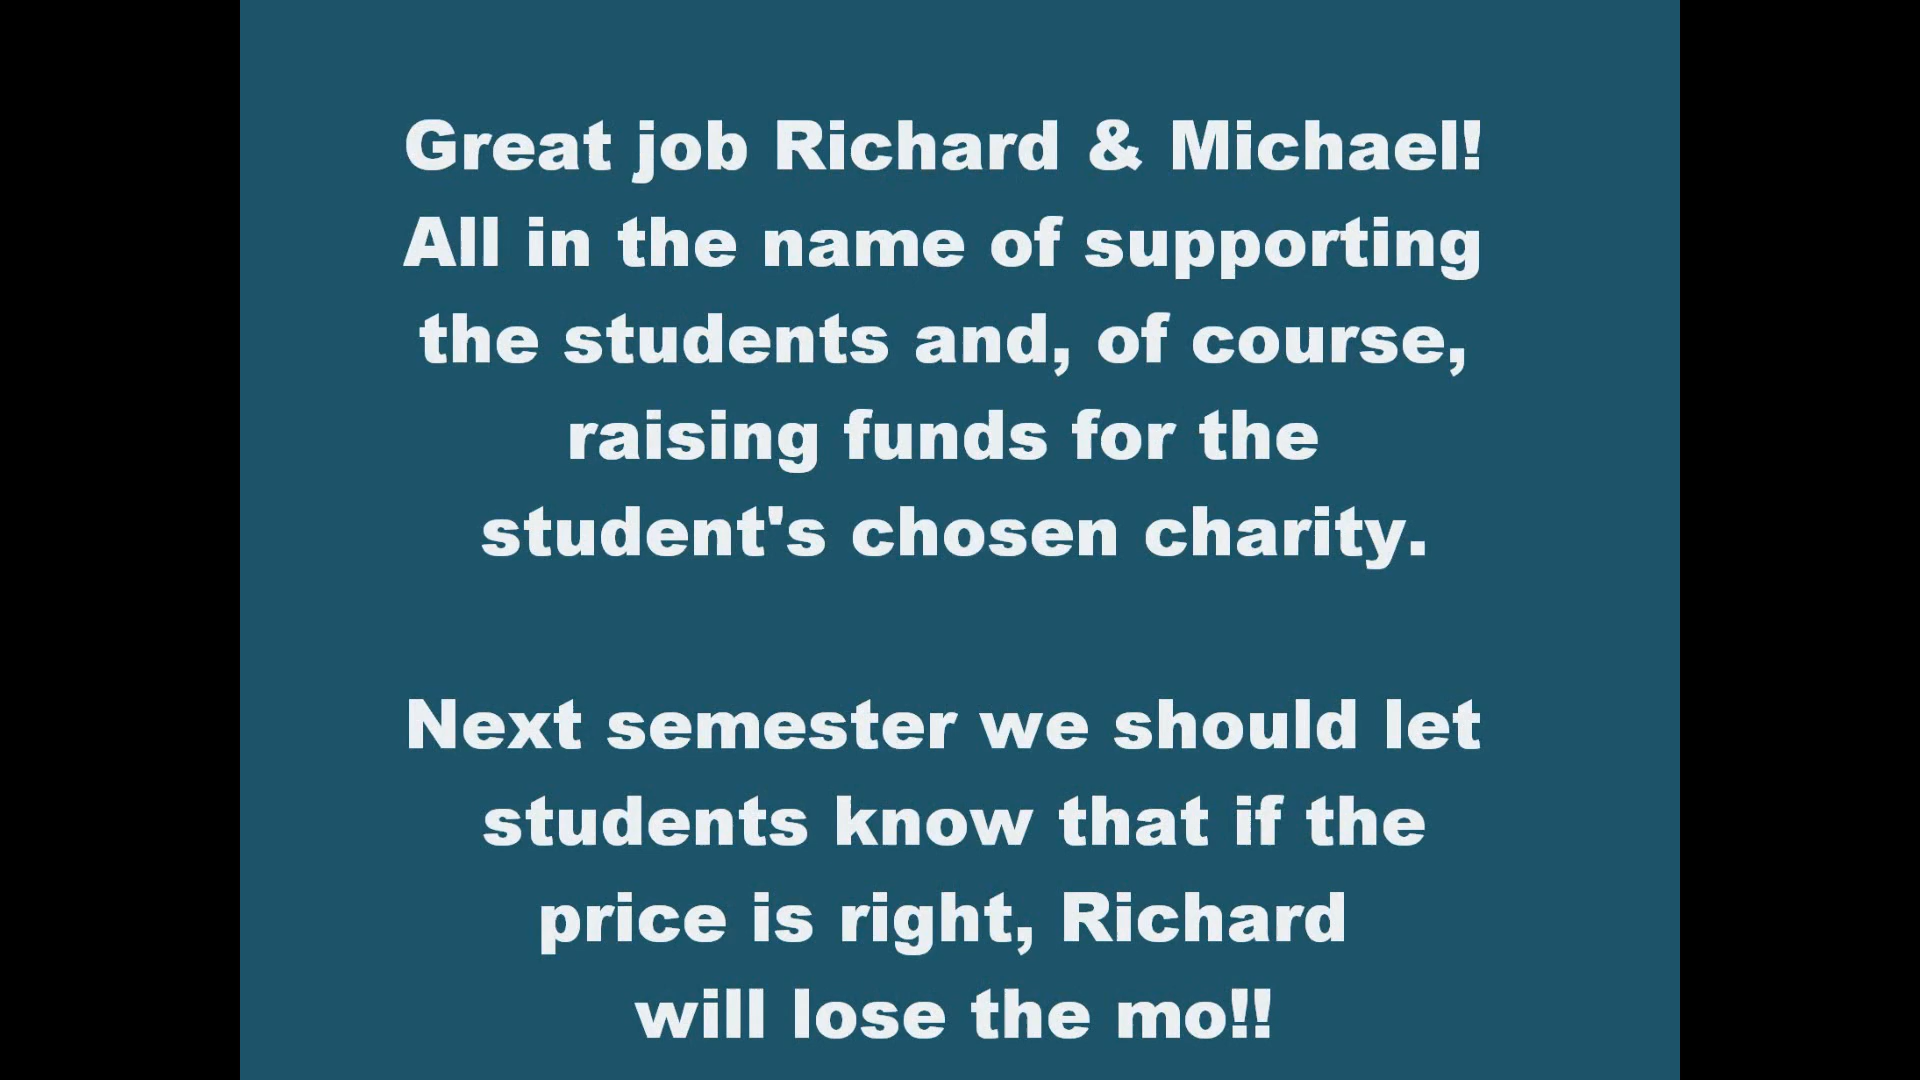 Great job Richard & Michael!
All in the name of supporting
the students and, of course,
raising funds for the
student's chosen charity.
Next semester we should let
students know that if the
price is right, Richard
will lose the mo!!